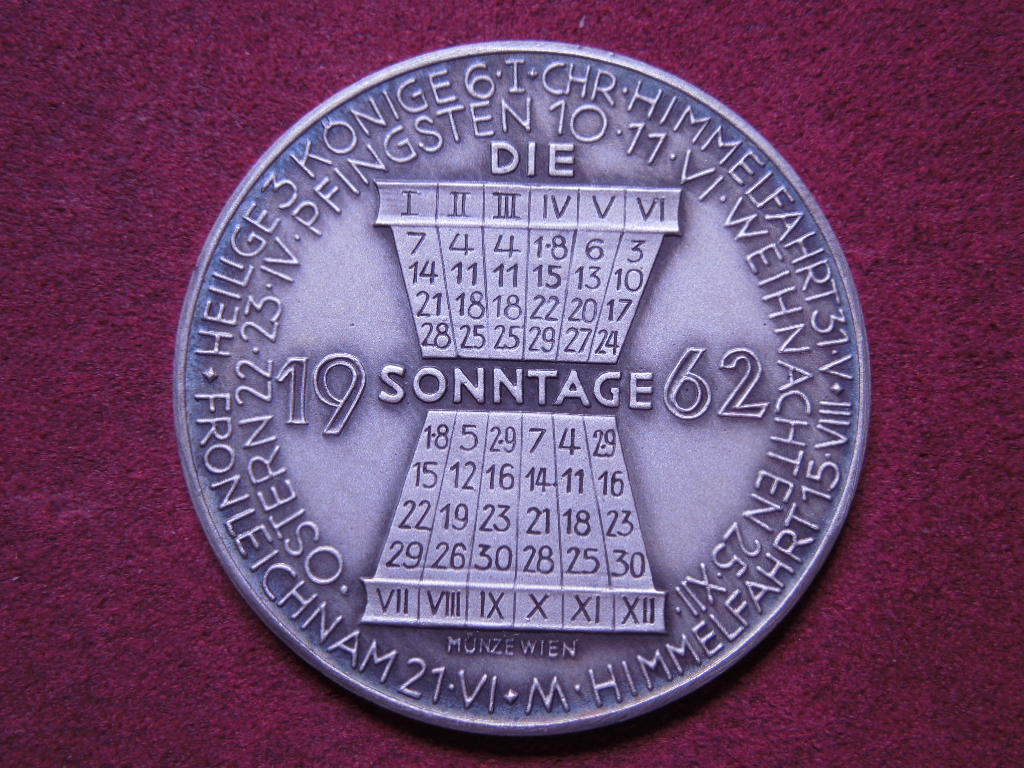 HEILIGE 3 KÖNIGE 6·I·CHR·HIMMELFAHRT 31·V·
FRONLEICHNAM 21·VI·M·HIMMELFAHRT 15·VIII·
OSTERN 22·23·IV·PFINGSTEN 10·11·VI·WEIHNACHTEN 25·XII·
DIE
I II III IV V VI
7 4 4 1·8 6 3
14 11 11 15 13 10
21 18 18 22 20 17
28 25 25 29 27 24
19 SONNTAGE 62
1·8 5 2·9 7 4 2·9
15 12 16 14 11 16
22 19 23 21 18 23
29 26 30 28 25 30
VII VIII IX X XI XII
MÜNZE WIEN